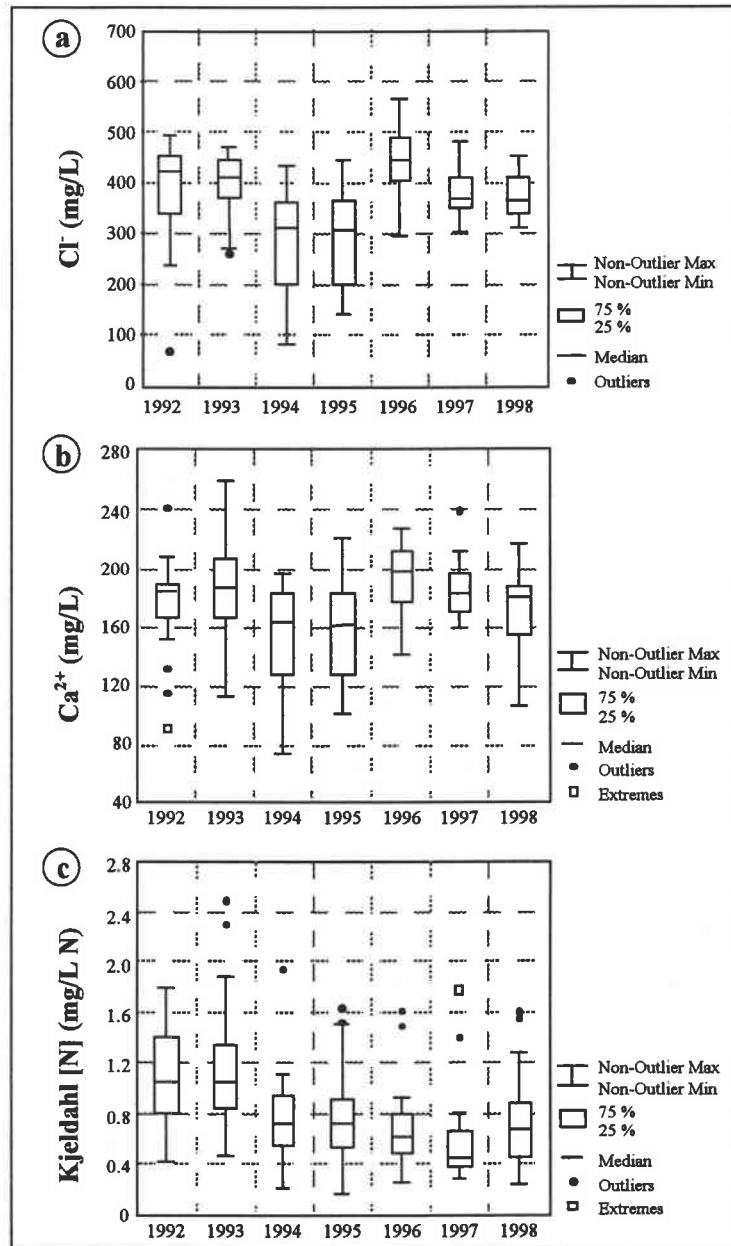 a
700
600
500
400
300
200
100
0
Cl⁻ (mg/L)
1992 1993 1994 1995 1996 1997 1998
Non-Outlier Max
Non-Outlier Min
75 %
25 %
Median
Outliers
b
280
240
200
160
120
80
40
Ca²⁺ (mg/L)
1992 1993 1994 1995 1996 1997 1998
Non-Outlier Max
Non-Outlier Min
75 %
25 %
Median
Outliers
Extremes
c
2.8
2.4
2.0
1.6
1.2
0.8
0.4
0
Kjeldahl [N] (mg/L N)
1992 1993 1994 1995 1996 1997 1998
Non-Outlier Max
Non-Outlier Min
75 %
25 %
Median
Outliers
Extremes